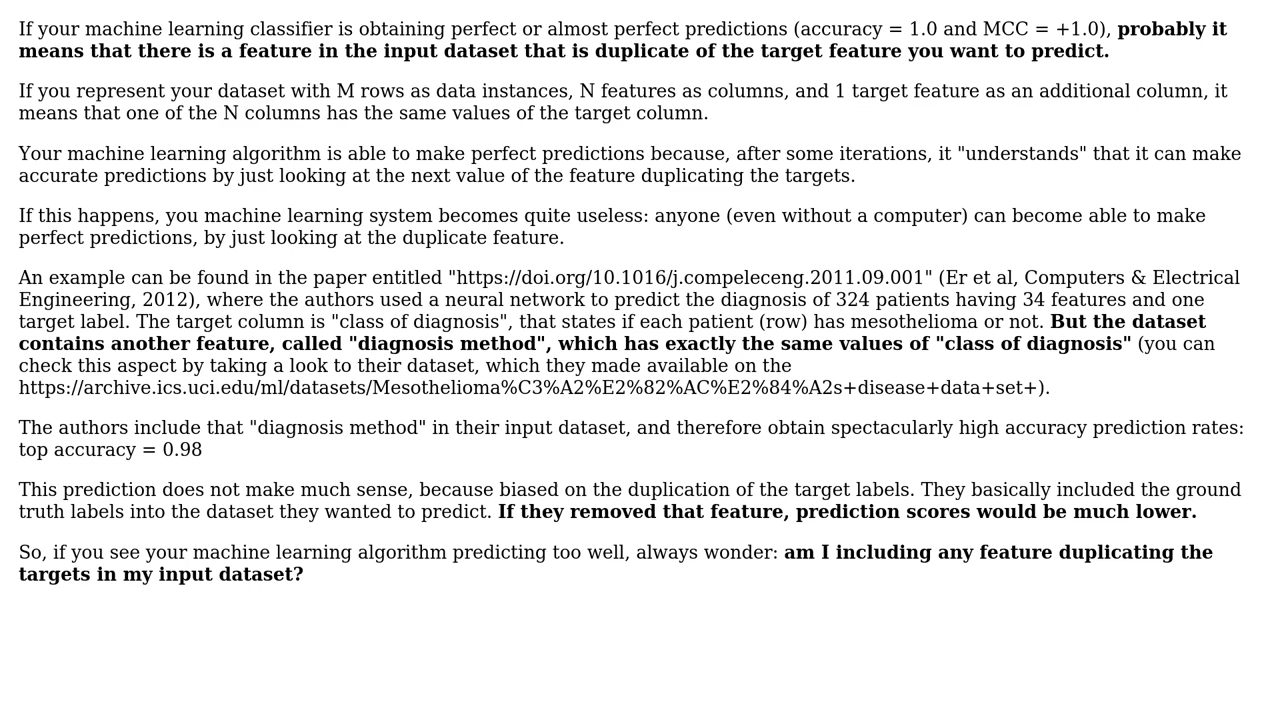 If your machine learning classifier is obtaining perfect or almost perfect predictions (accuracy = 1.0 and MCC = +1.0), probably it
means that there is a feature in the input dataset that is duplicate of the target feature you want to predict.
If you represent your dataset with M rows as data instances, N features as columns, and 1 target feature as an additional column, it
means that one of the N columns has the same values of the target column.
Your machine learning algorithm is able to make perfect predictions because, after some iterations, it "understands" that it can make
accurate predictions by just looking at the next value of the feature duplicating the targets.
If this happens, you machine learning system becomes quite useless: anyone (even without a computer) can become able to make
perfect predictions, by just looking at the duplicate feature.
An example can be found in the paper entitled "https://doi.org/10.1016/j.compeleceng.2011.09.001" (Er et al, Computers & Electrical
Engineering, 2012), where the authors used a neural network to predict the diagnosis of 324 patients having 34 features and one
target label. The target column is "class of diagnosis", that states if each patient (row) has mesothelioma or not. But the dataset
contains another feature, called "diagnosis method", which has exactly the same values of "class of diagnosis" (you can
check this aspect by taking a look to their dataset, which they made available on the
https://archive.ics.uci.edu/ml/datasets/Mesothelioma%C3%A2%E2%82%AC%E2%84%A2s+disease+data+set+).
The authors include that "diagnosis method" in their input dataset, and therefore obtain spectacularly high accuracy prediction rates:
top accuracy = 0.98
This prediction does not make much sense, because biased on the duplication of the target labels. They basically included the ground
truth labels into the dataset they wanted to predict. If they removed that feature, prediction scores would be much lower.
So, if you see your machine learning algorithm predicting too well, always wonder: am I including any feature duplicating the
targets in my input dataset?